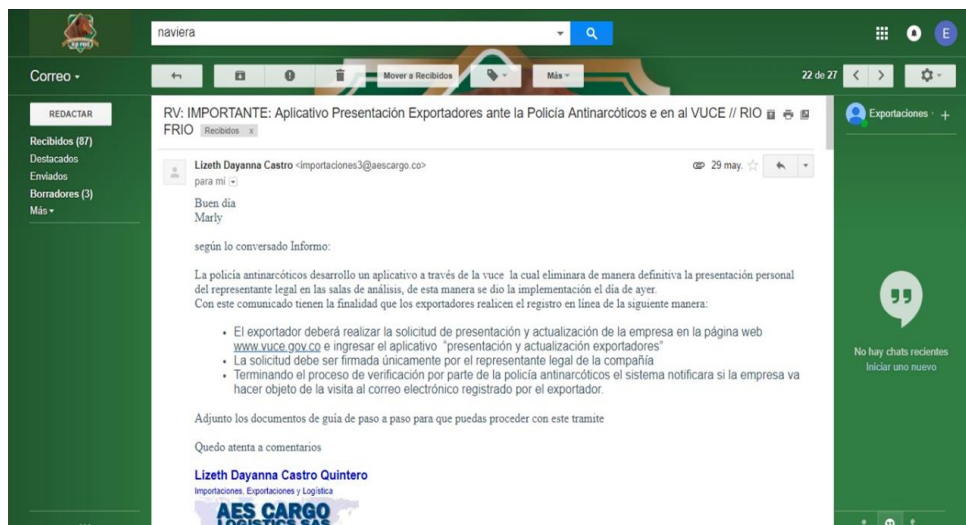 naviera
E
Correo
Mover a Recibidos
Más
22 de 27
REDACTAR
Recibidos (87)
Destacados
Enviados
Borradores (3)
Más
RV: IMPORTANTE: Aplicativo Presentación Exportadores ante la Policía Antinarcóticos e en al VUCE // RIO
FRIO Recibidos x
Lizeth Dayanna Castro <importaciones3@aescargo.co>
para mí
29 may.
Buen día
Marly
según lo conversado Informo:
La policía antinarcóticos desarrollo un aplicativo a través de la vuce la cual eliminara de manera definitiva la presentación personal
del representante legal en las salas de análisis, de esta manera se dio la implementación el día de ayer.
Con este comunicado tienen la finalidad que los exportadores realicen el registro en línea de la siguiente manera:
• El exportador deberá realizar la solicitud de presentación y actualización de la empresa en la página web
www.vuce.gov.co e ingresar el aplicativo "presentación y actualización exportadores"
• La solicitud debe ser firmada únicamente por el representante legal de la compañía
• Terminando el proceso de verificación por parte de la policía antinarcóticos el sistema notificara si la empresa va
hacer objeto de la visita al correo electrónico registrado por el exportador.
Adjunto los documentos de guía de paso a paso para que puedas proceder con este tramite
Quedo atenta a comentarios
Lizeth Dayanna Castro Quintero
Importaciones, Exportaciones y Logística
AES CARGO
LOGISTICS SAS
Exportaciones
No hay chats recientes
Iniciar uno nuevo